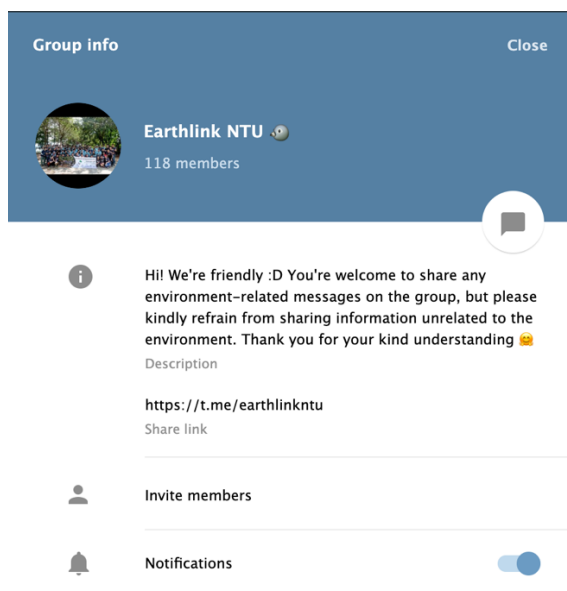 Group info
Close
Earthlink NTU 🐠
118 members
Hi! We're friendly :D You're welcome to share any
environment-related messages on the group, but please
kindly refrain from sharing information unrelated to the
environment. Thank you for your kind understanding 🤗
Description
https://t.me/earthlinkntu
Share link
Invite members
Notifications